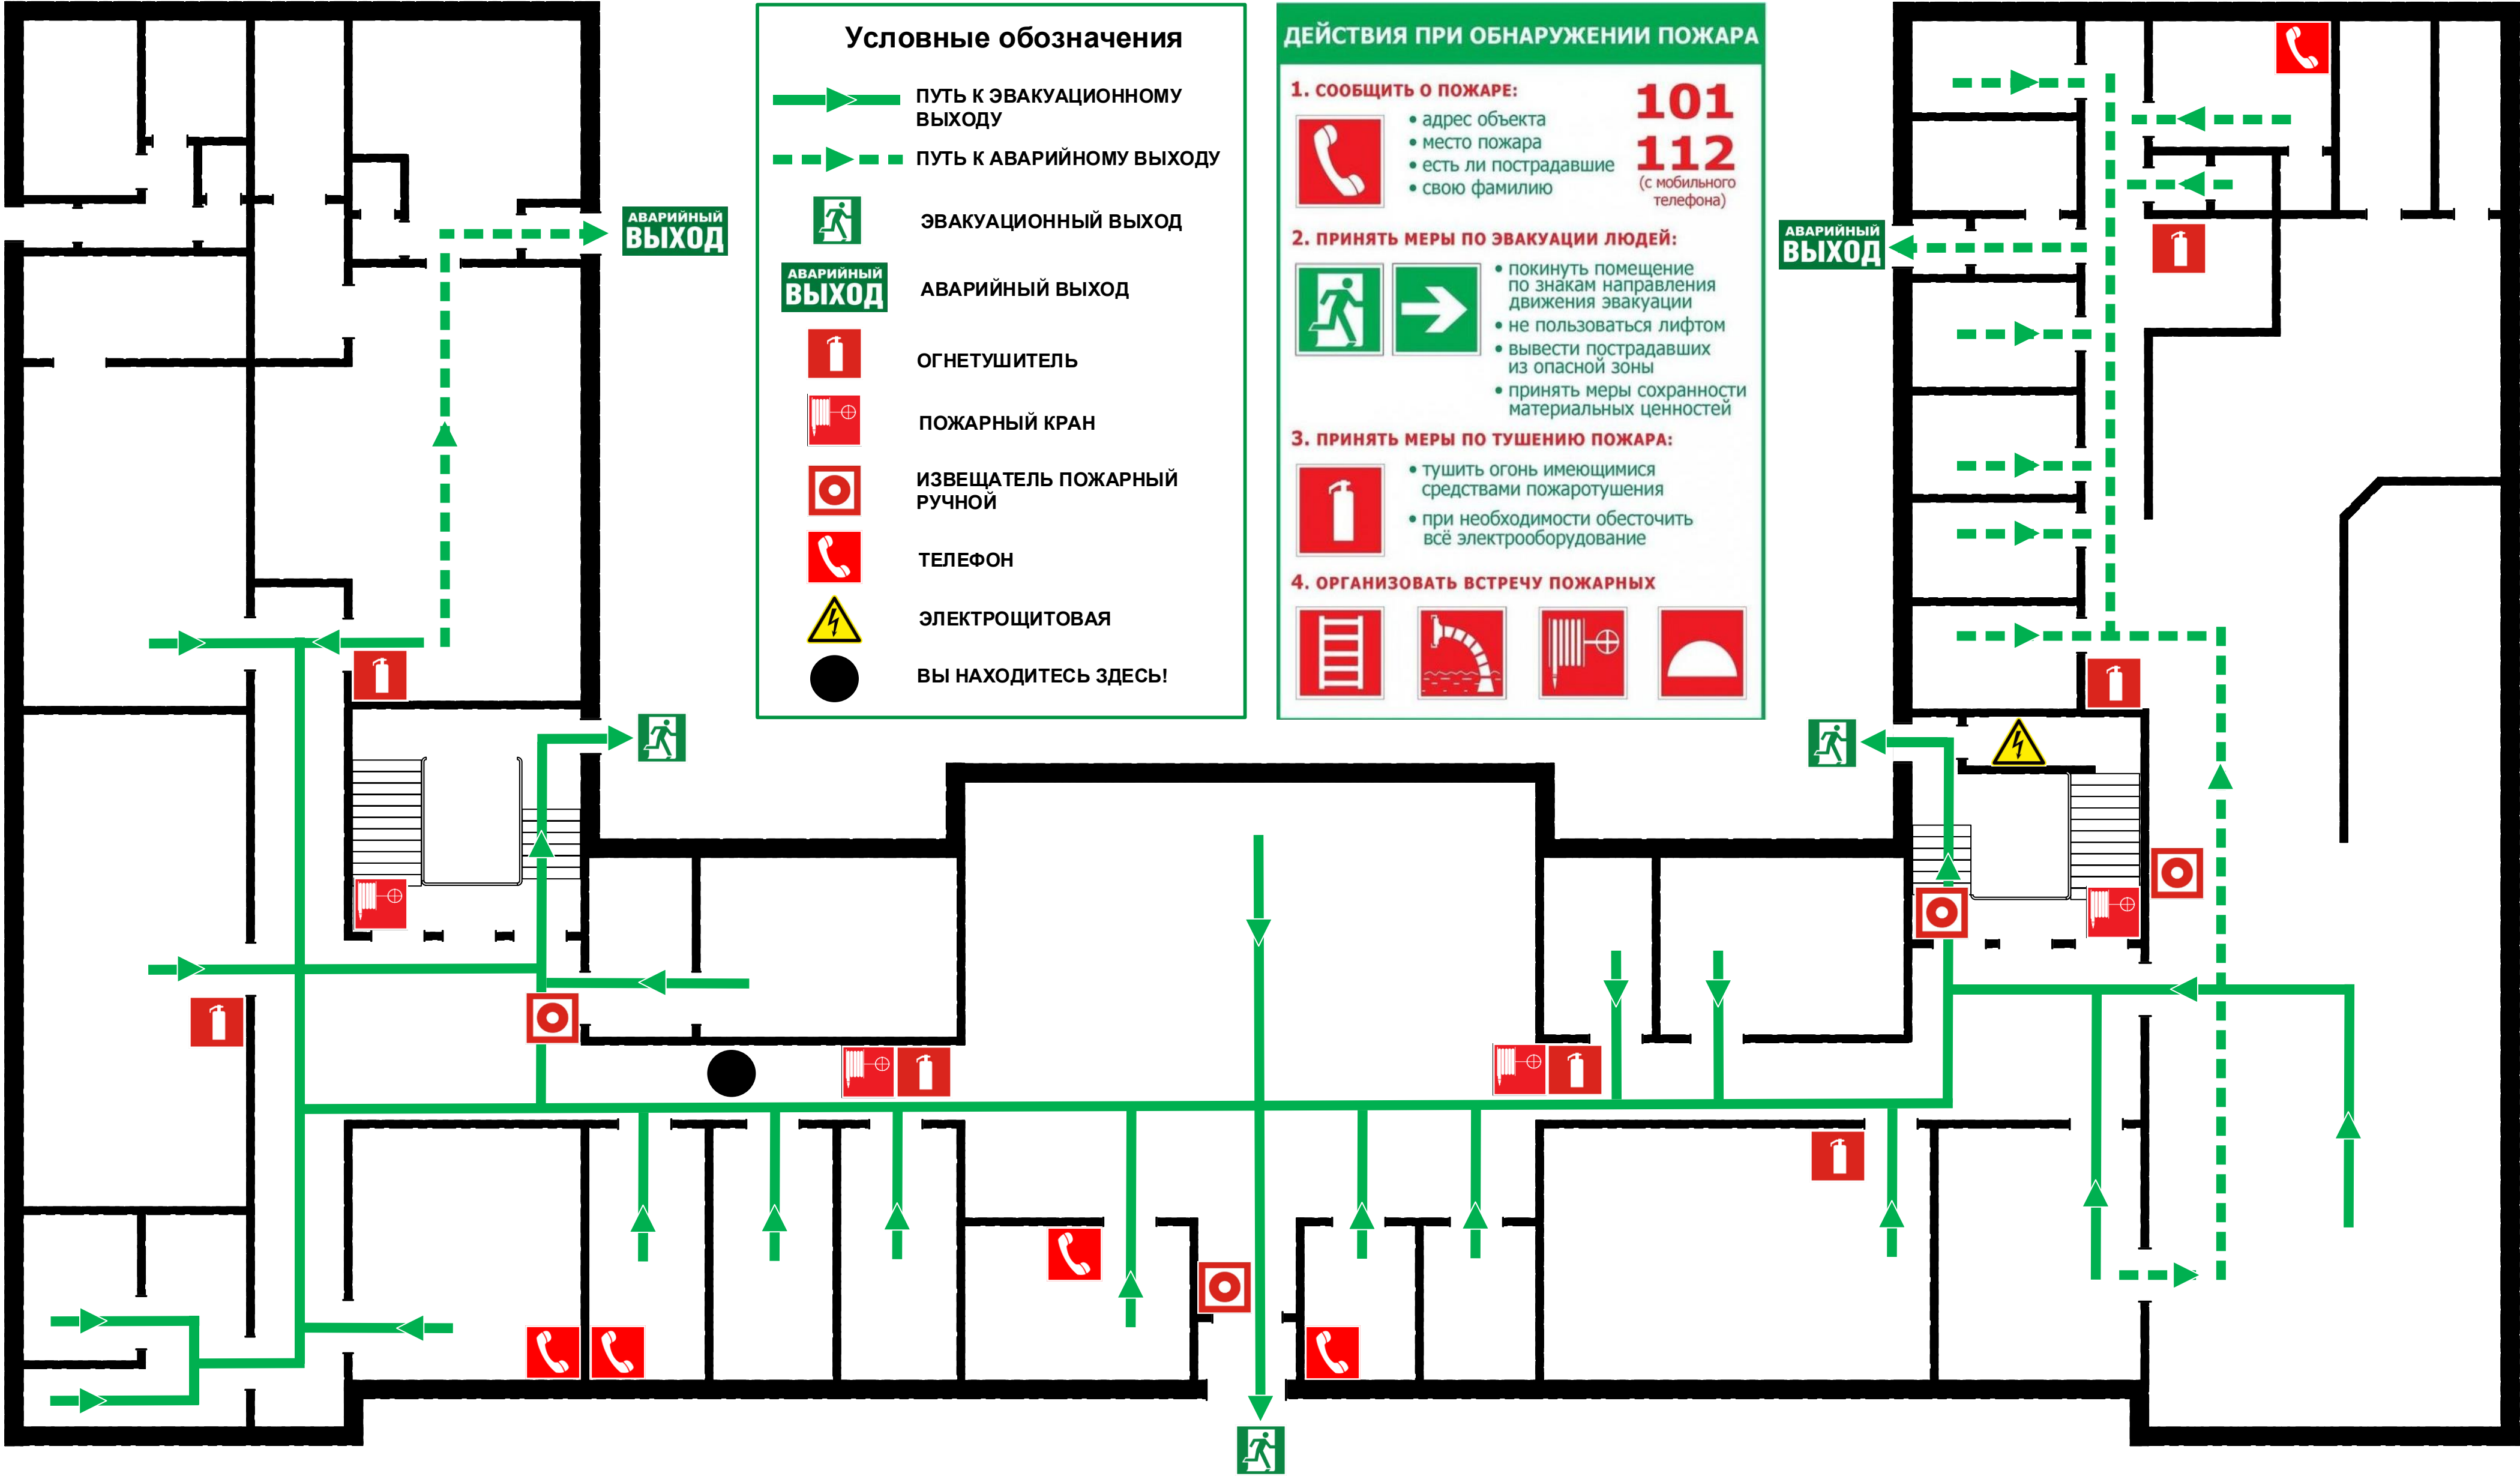 Условные обозначения
ПУТЬ К ЭВАКУАЦИОННОМУ
ВЫХОДУ
ПУТЬ К АВАРИЙНОМУ ВЫХОДУ
ЭВАКУАЦИОННЫЙ ВЫХОД
АВАРИЙНЫЙ
ВЫХОД
АВАРИЙНЫЙ ВЫХОД
ОГНЕТУШИТЕЛЬ
ПОЖАРНЫЙ КРАН
ИЗВЕЩАТЕЛЬ ПОЖАРНЫЙ
РУЧНОЙ
ТЕЛЕФОН
ЭЛЕКТРОЩИТОВАЯ
ВЫ НАХОДИТЕСЬ ЗДЕСЬ!
ДЕЙСТВИЯ ПРИ ОБНАРУЖЕНИИ ПОЖАРА
1. СООБЩИТЬ О ПОЖАРЕ:
• адрес объекта
• место пожара
• есть ли пострадавшие
• свою фамилию
101
112
(с мобильного
телефона)
2. ПРИНЯТЬ МЕРЫ ПО ЭВАКУАЦИИ ЛЮДЕЙ:
• покинуть помещение
по знакам направления
движения эвакуации
• не пользоваться лифтом
• вывести пострадавших
из опасной зоны
• принять меры сохранности
материальных ценностей
3. ПРИНЯТЬ МЕРЫ ПО ТУШЕНИЮ ПОЖАРА:
• тушить огонь имеющимися
средствами пожаротушения
• при необходимости обесточить
всё электрооборудование
4. ОРГАНИЗОВАТЬ ВСТРЕЧУ ПОЖАРНЫХ
АВАРИЙНЫЙ
ВЫХОД
АВАРИЙНЫЙ
ВЫХОД